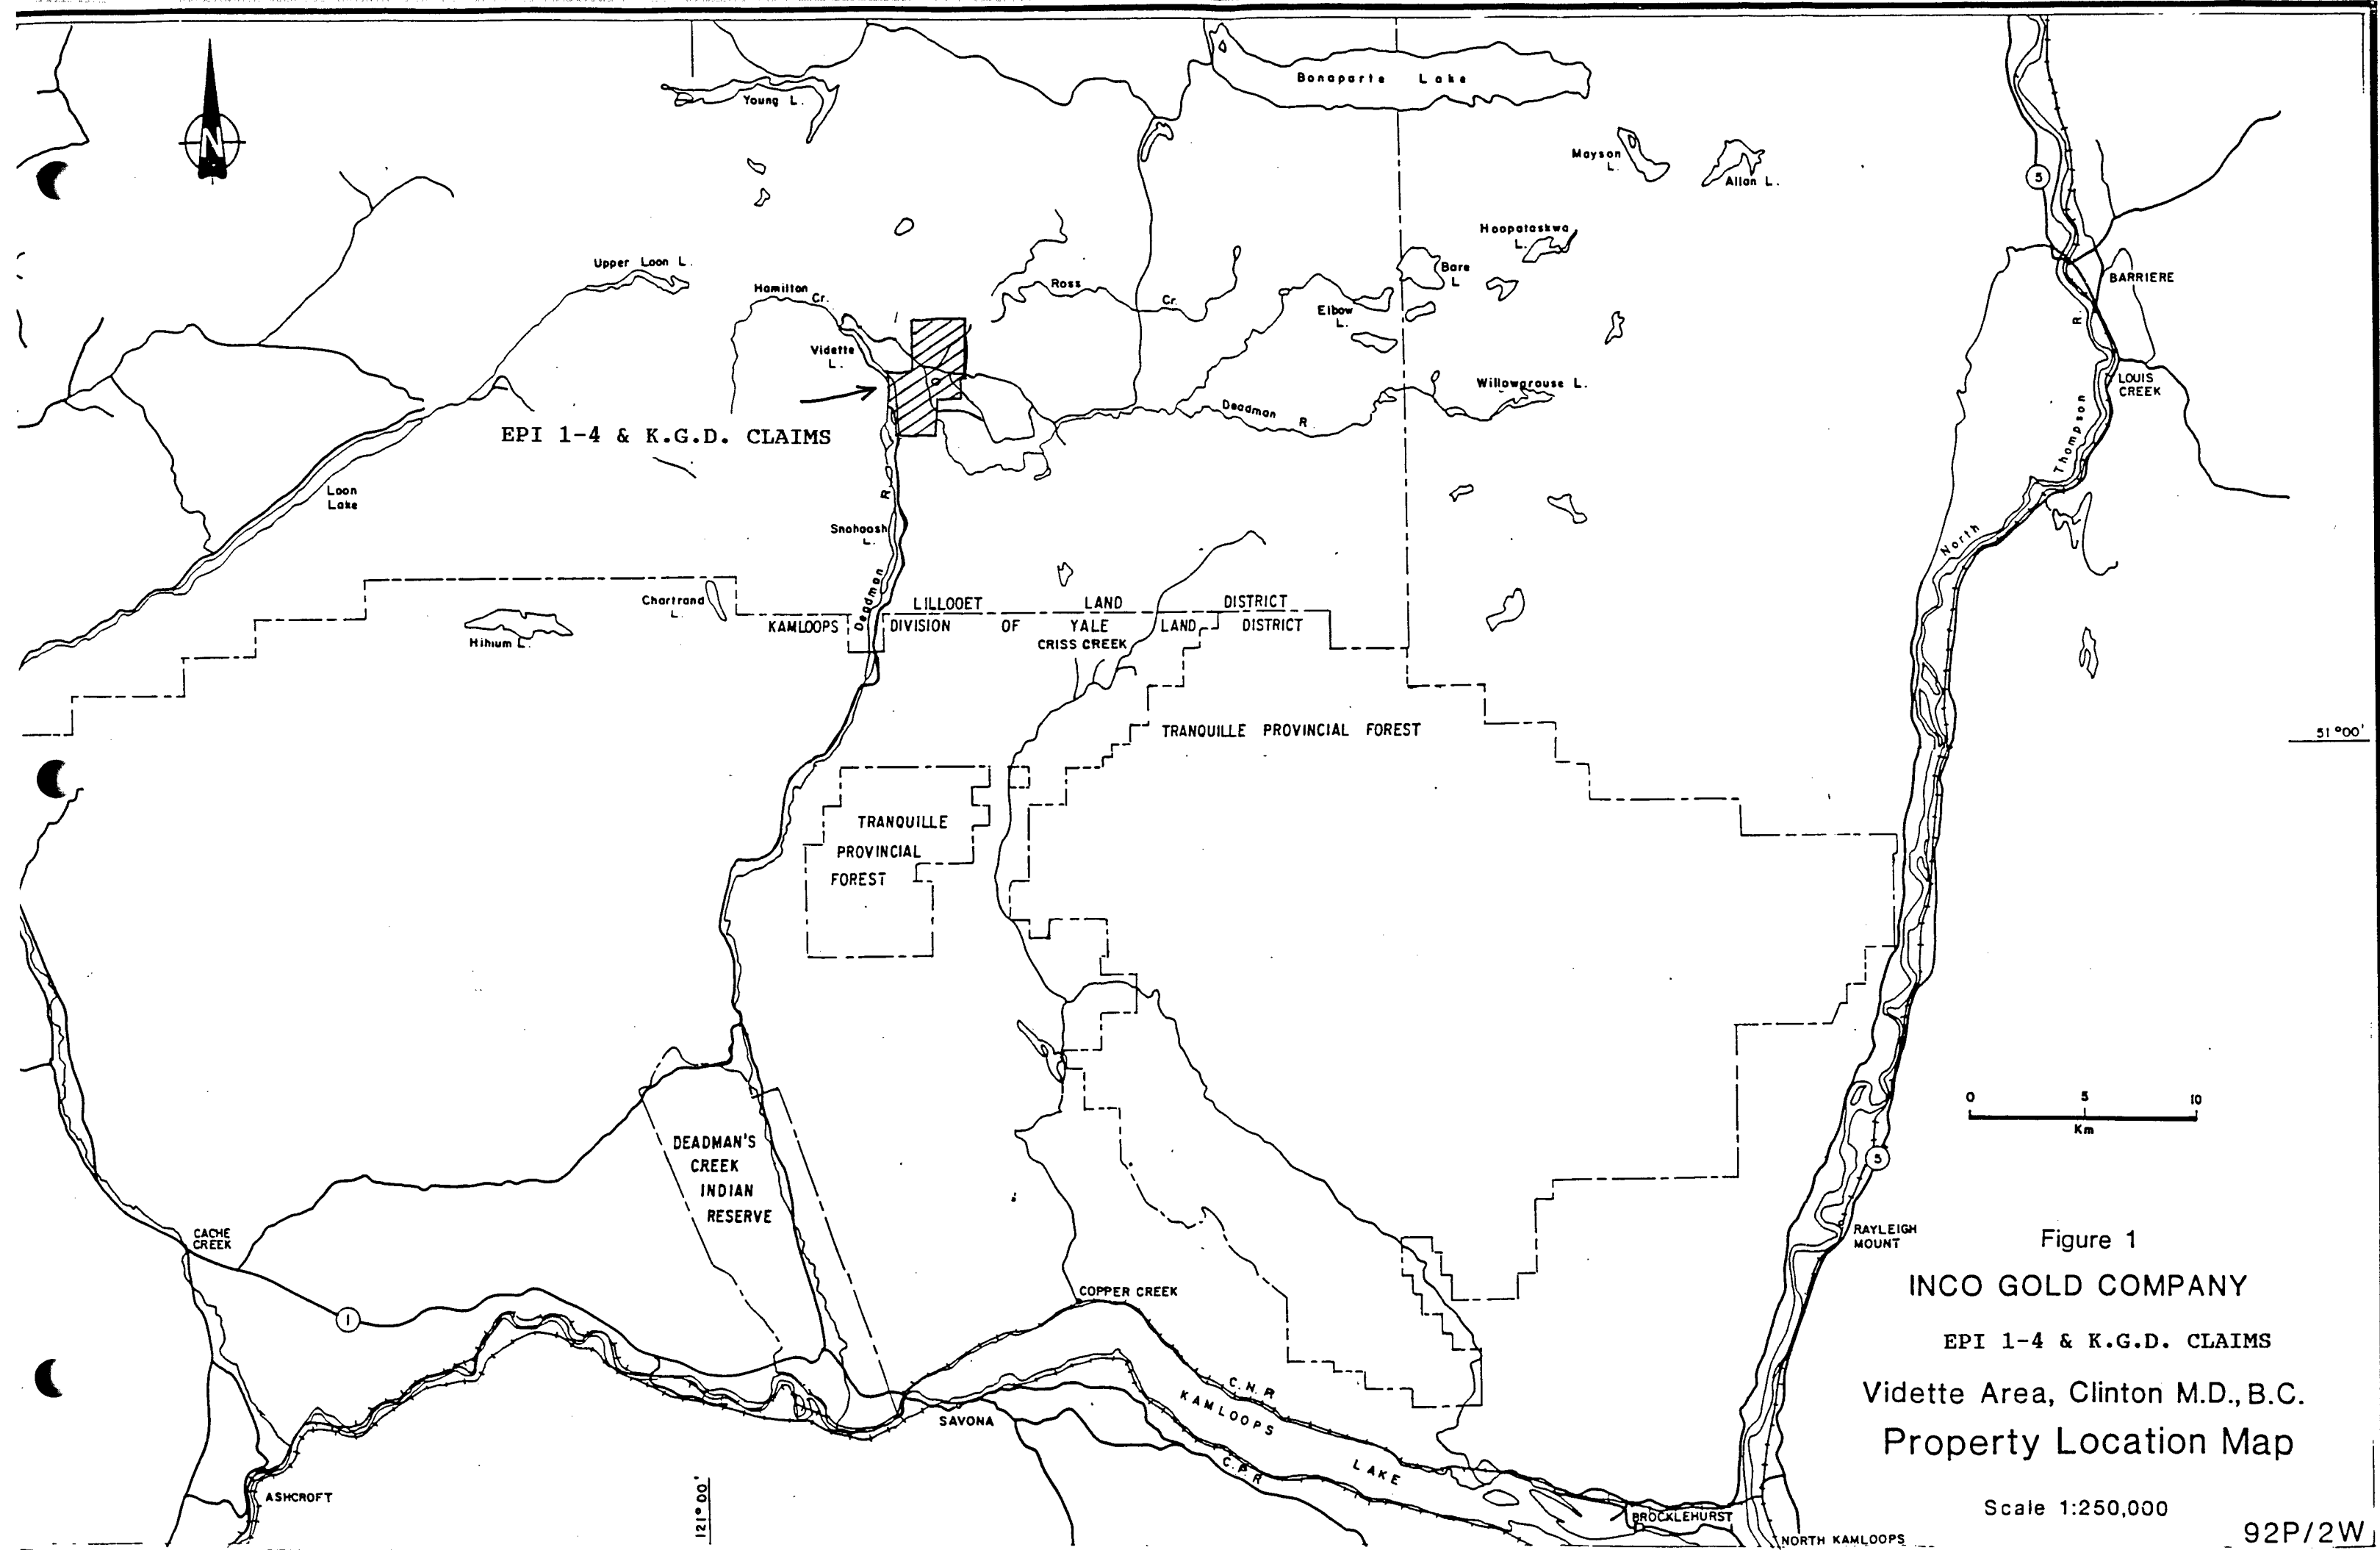 Bonaparte Lake
Young L.
N
Mayson
L.
Allan L.
5
Hoopataskwa
L.
Upper Loon L.
Bare
L
Hamilton
Cr.
Ross
Cr.
BARRIERE
Elbow
L.
R.
Vidette
L.
Willowgrouse L.
LOUIS
CREEK
Deadman
R.
EPI 1-4 & K.G.D. CLAIMS
Thompson
Loon
Lake
R.
Snohoosh
L.
North
Deadman
Chartrand
L.
LILLOOET LAND DISTRICT
KAMLOOPS DIVISION OF YALE LAND DISTRICT
Hihium L.
CRISS CREEK
TRANQUILLE PROVINCIAL FOREST
51°00'
TRANQUILLE
PROVINCIAL
FOREST
0 5 10
Km
DEADMAN'S
CREEK
INDIAN
RESERVE
5
CACHE
CREEK
RAYLEIGH
MOUNT
COPPER CREEK
1
C.N.R
KAMLOOPS
LAKE
SAVONA
C.P.R
ASHCROFT
121°00'
BROCKLEHURST
NORTH KAMLOOPS
Figure 1
INCO GOLD COMPANY
EPI 1-4 & K.G.D. CLAIMS
Vidette Area, Clinton M.D., B.C.
Property Location Map
Scale 1:250,000
92P/2W